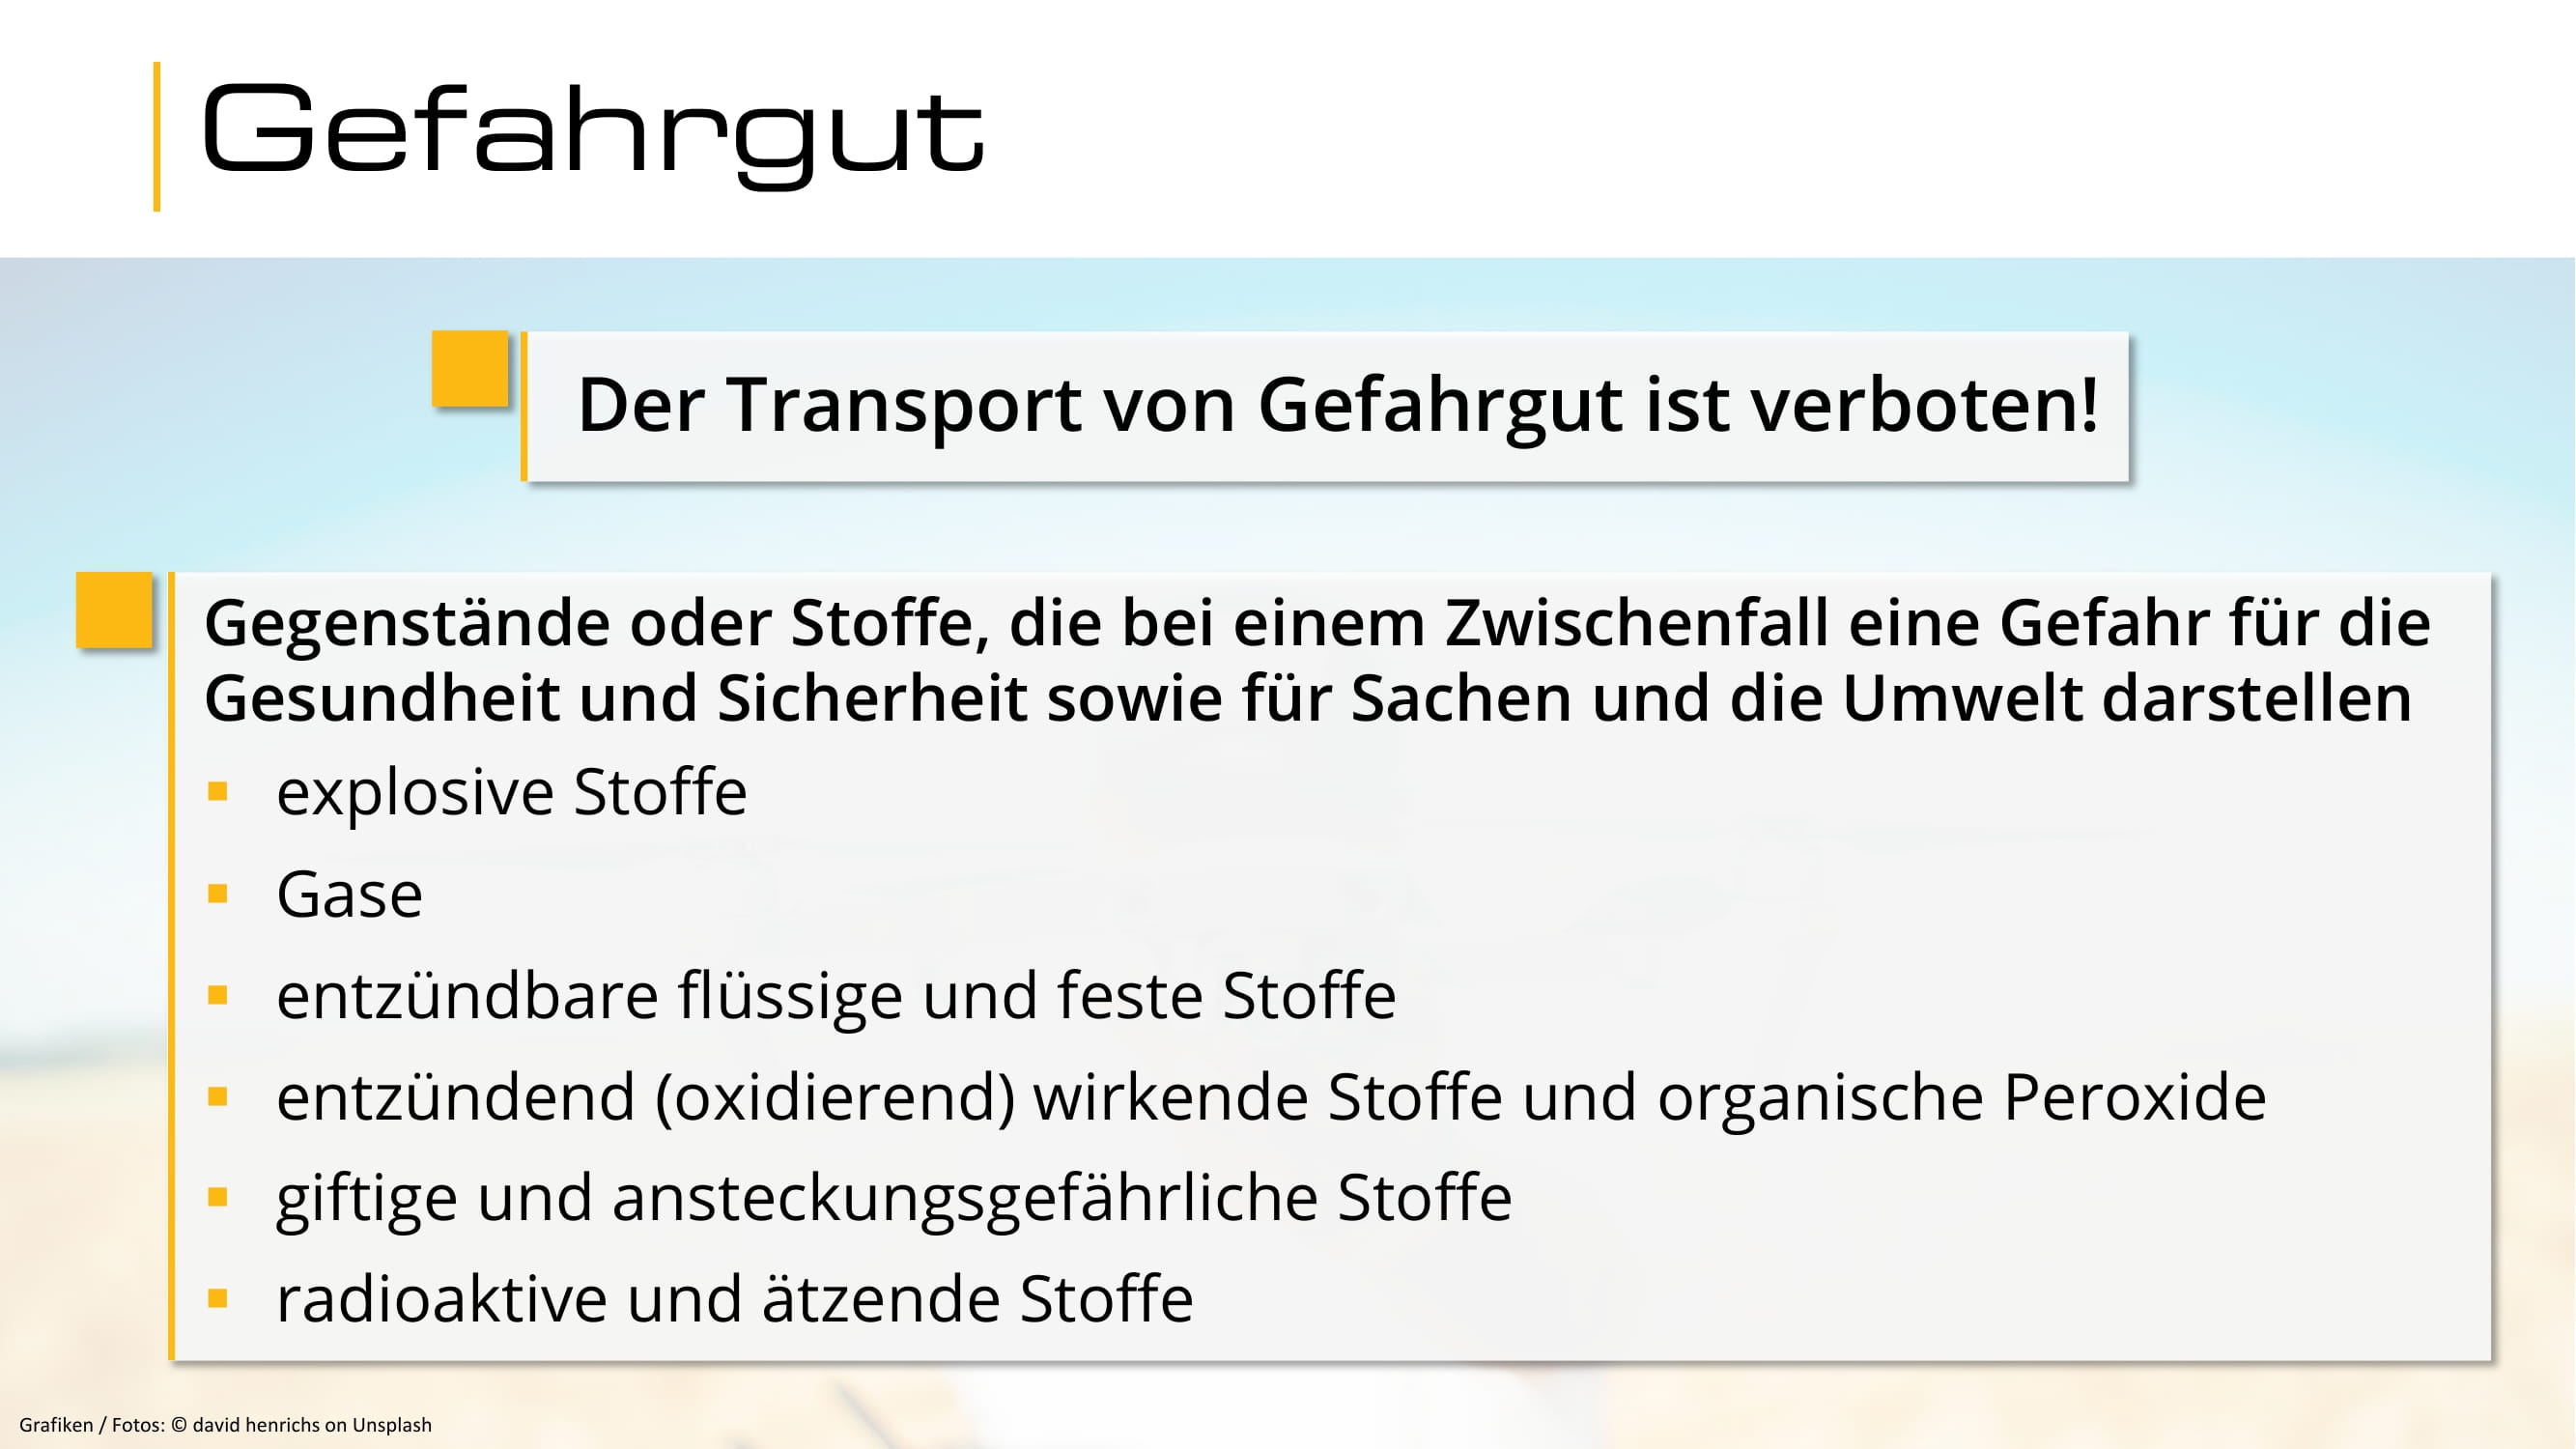 Gefahrgut
Der Transport von Gefahrgut ist verboten!
Gegenstände oder Stoffe, die bei einem Zwischenfall eine Gefahr für die
Gesundheit und Sicherheit sowie für Sachen und die Umwelt darstellen
▪ explosive Stoffe
▪ Gase
▪ entzündbare flüssige und feste Stoffe
▪ entzündend (oxidierend) wirkende Stoffe und organische Peroxide
▪ giftige und ansteckungsgefährliche Stoffe
▪ radioaktive und ätzende Stoffe
Grafiken / Fotos: © david henrichs on Unsplash